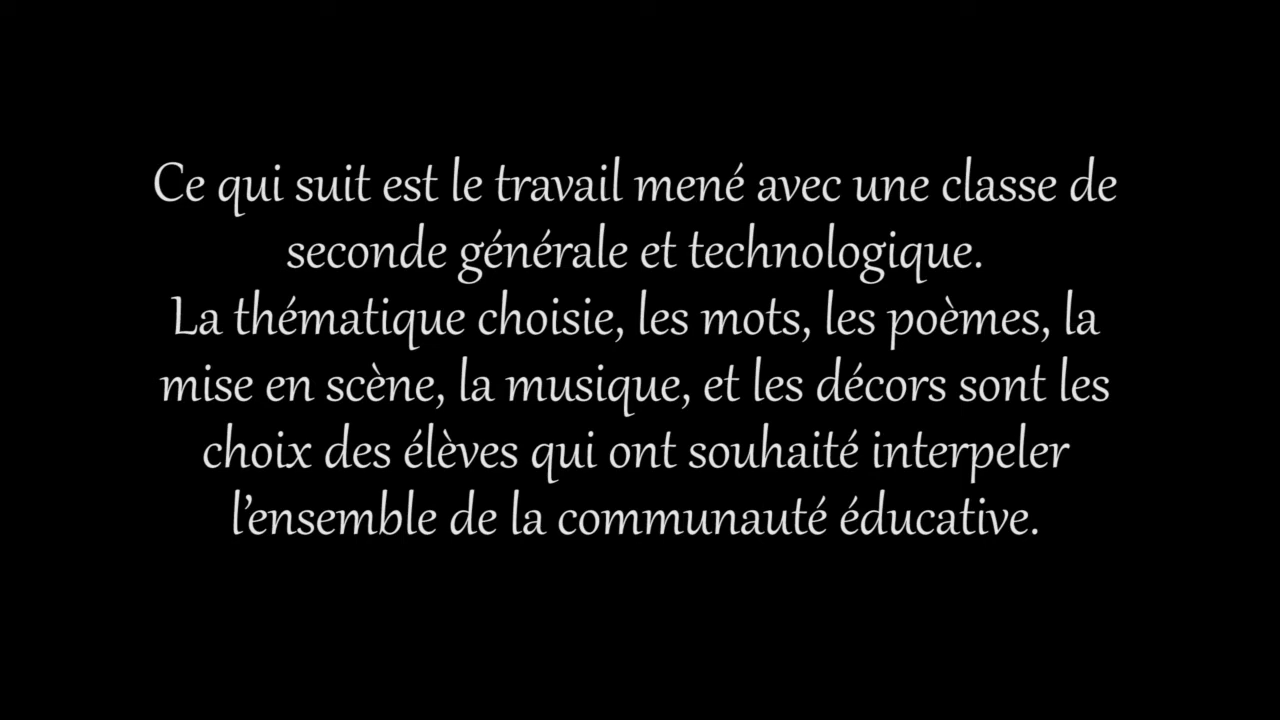 Ce qui suit est le travail mené avec une classe de
seconde générale et technologique.
La thématique choisie, les mots, les poèmes, la
mise en scène, la musique, et les décors sont les
choix des élèves qui ont souhaité interpeler
l’ensemble de la communauté éducative.